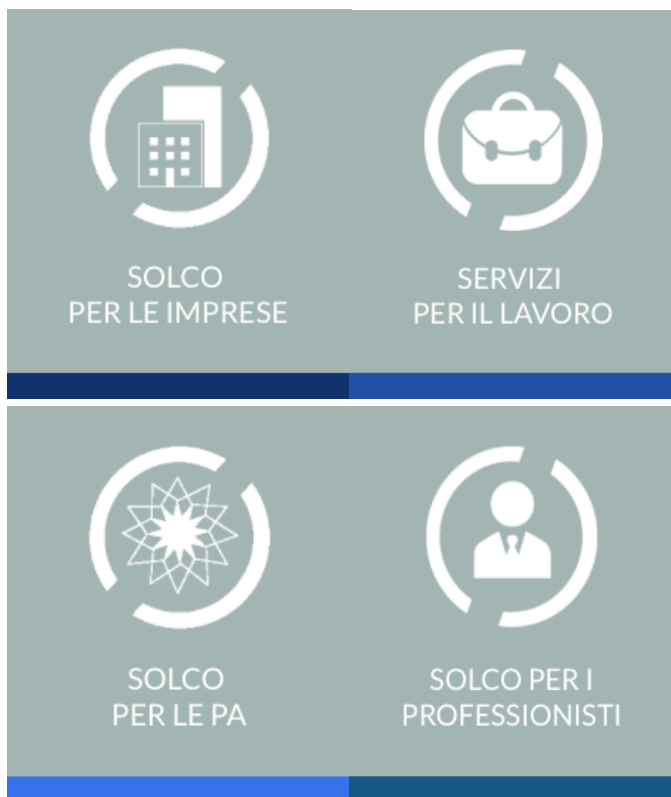 SOLCO
PER LE IMPRESE
SERVIZI
PER IL LAVORO
SOLCO
PER LE PA
SOLCO PER I
PROFESSIONISTI